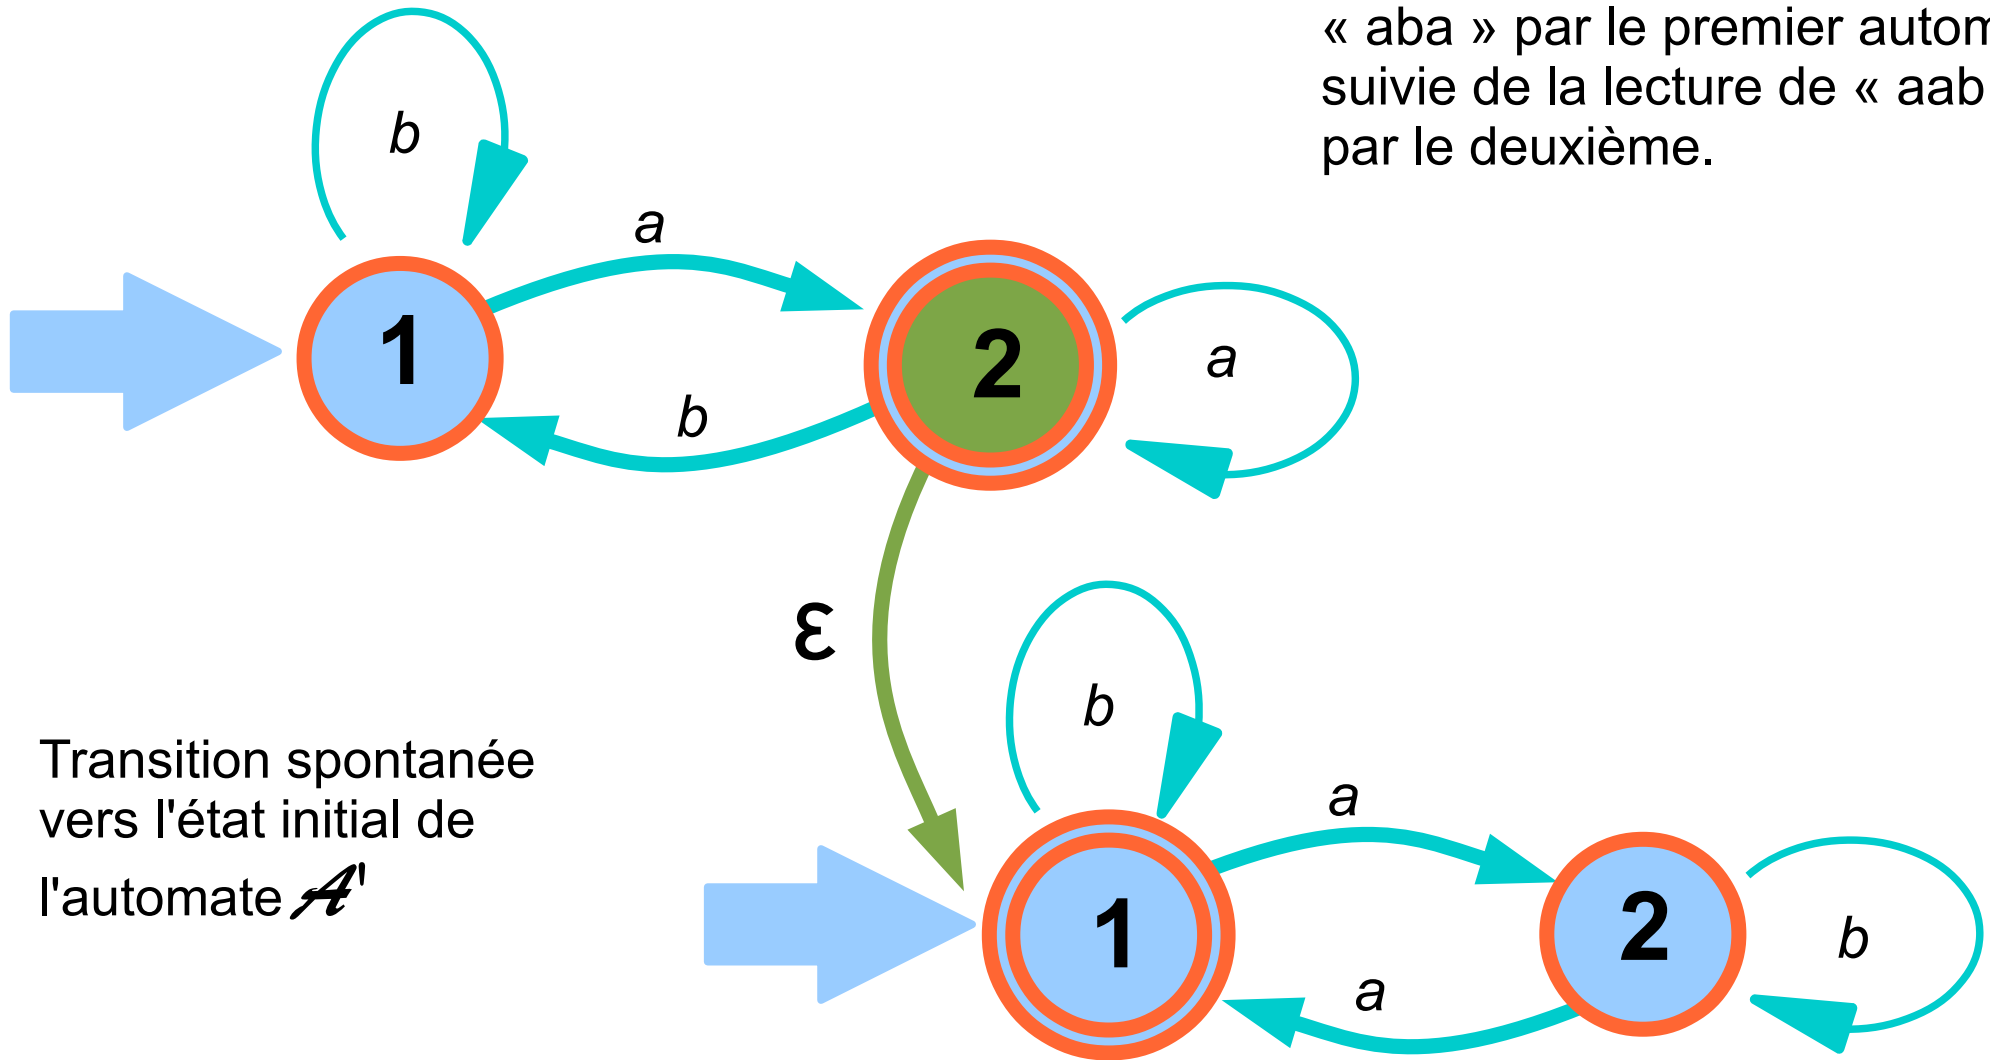 « aba » par le premier
suivie de la lecture de « aab
par le deuxième.
b
a
1
2
a
b
ε
b
a
Transition spontanée
vers l'état initial de
l'automate 𝒜'
1
2
b
a